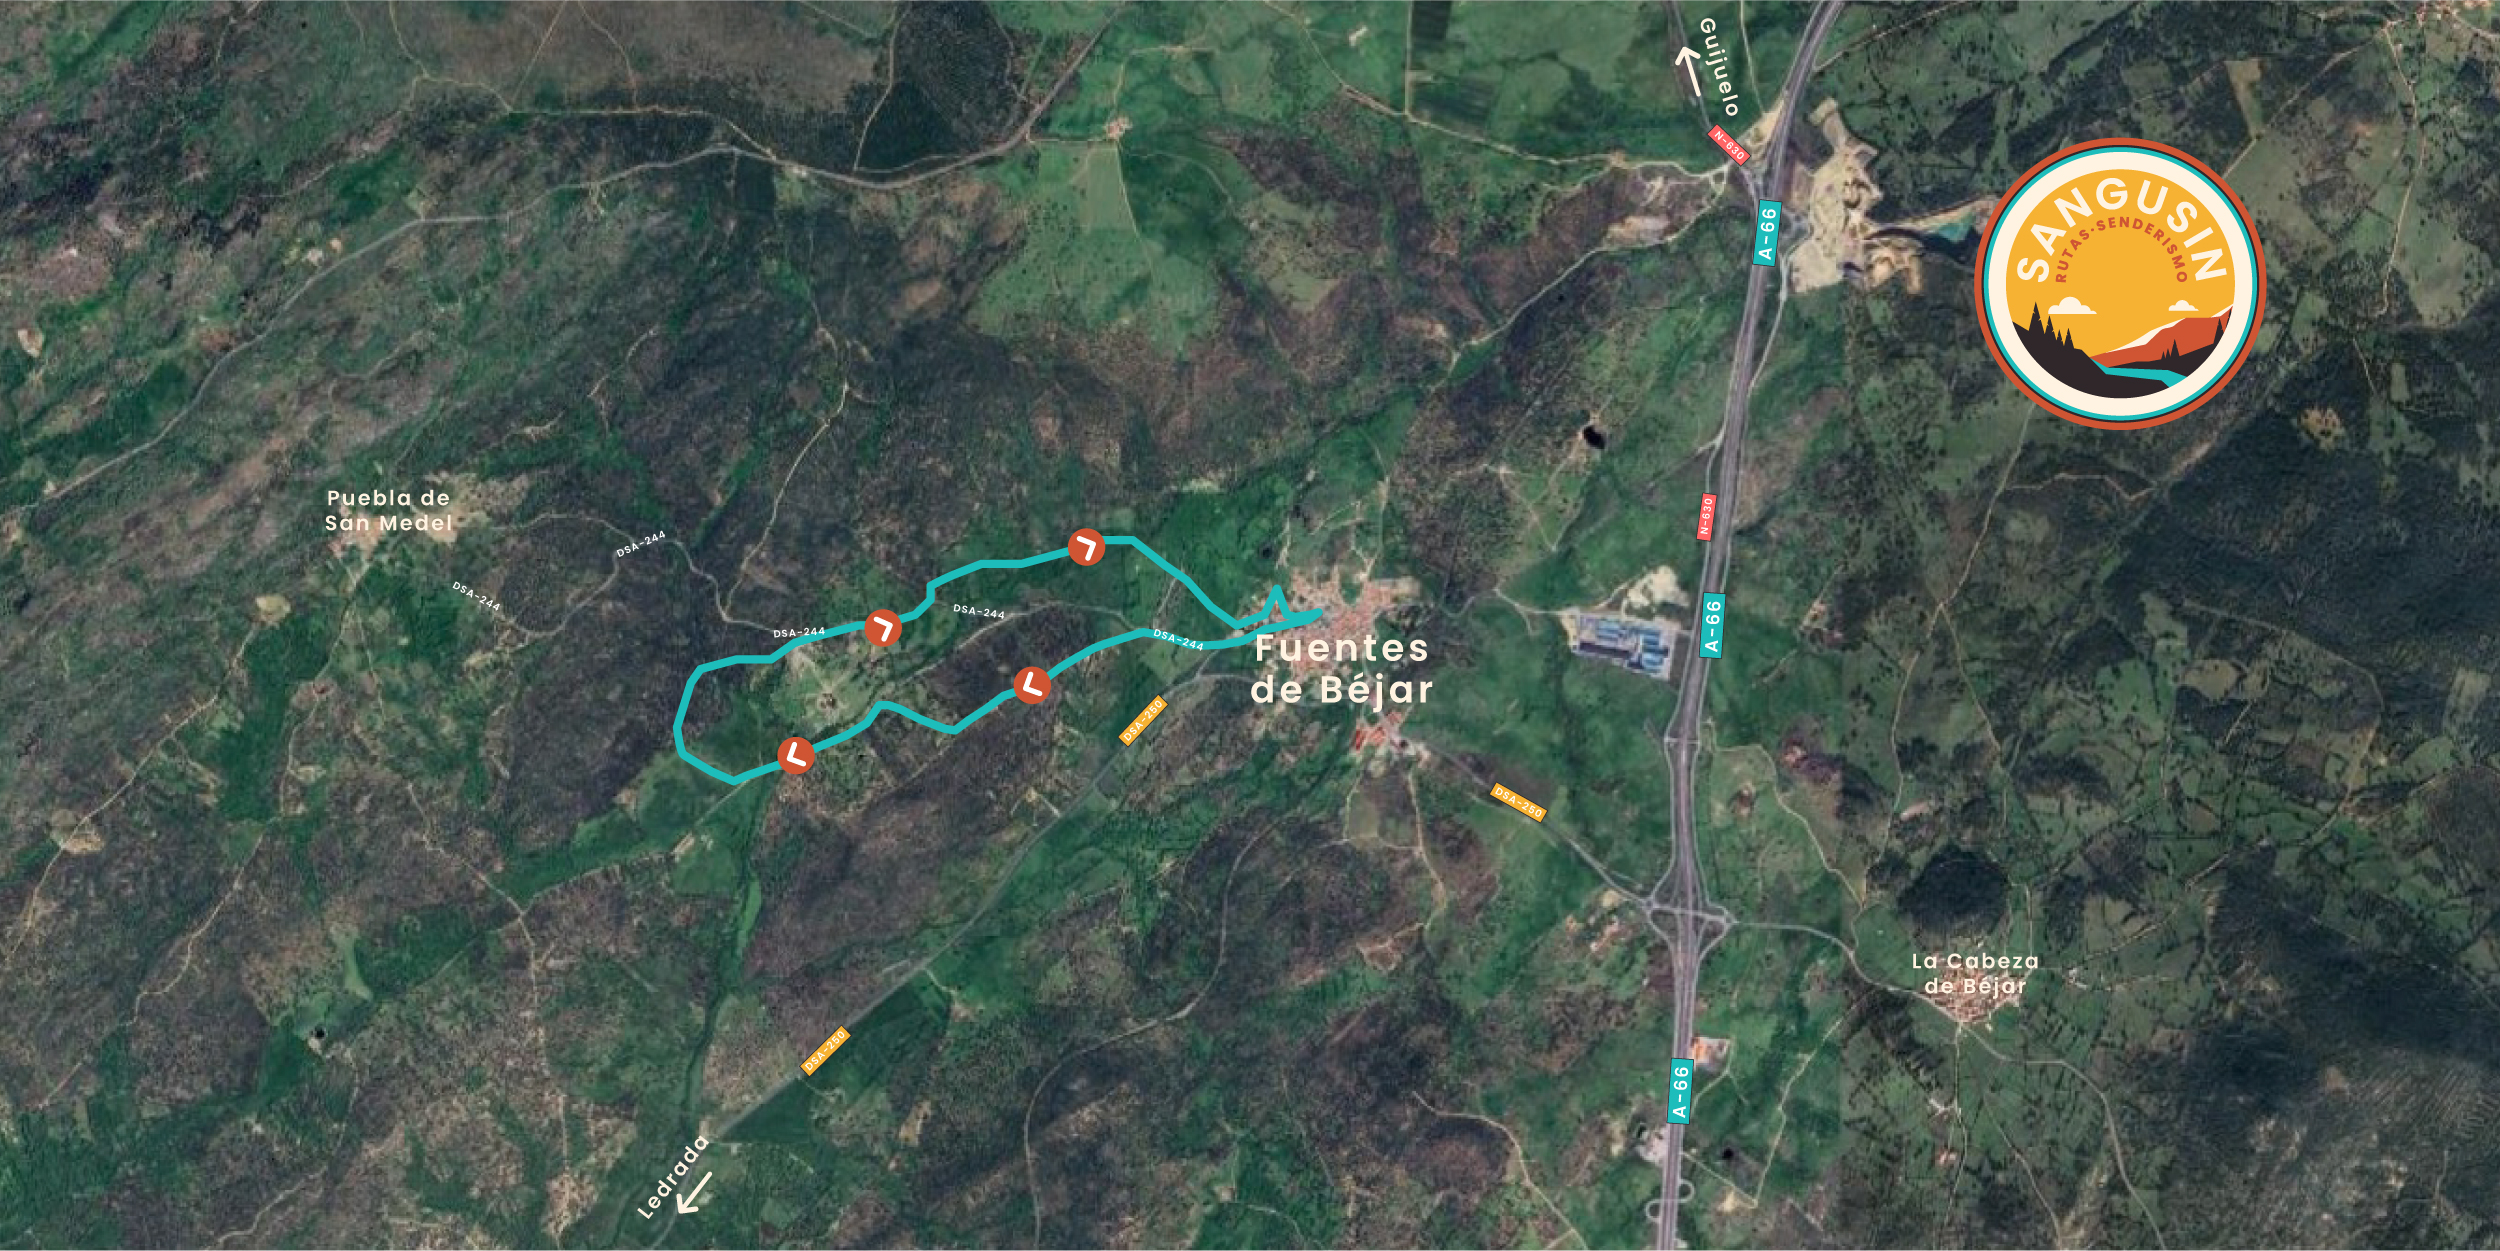 Guijuelo
N-630
A-66
SANGUSIN
RUTAS·SENDERISMO
Puebla de
San Medel
N-630
DSA-244
DSA-244
DSA-244
DSA-244
DSA-244
A-66
Fuentes
de Béjar
DSA-250
DSA-250
La Cabeza
de Béjar
DSA-250
A-66
Ledrada